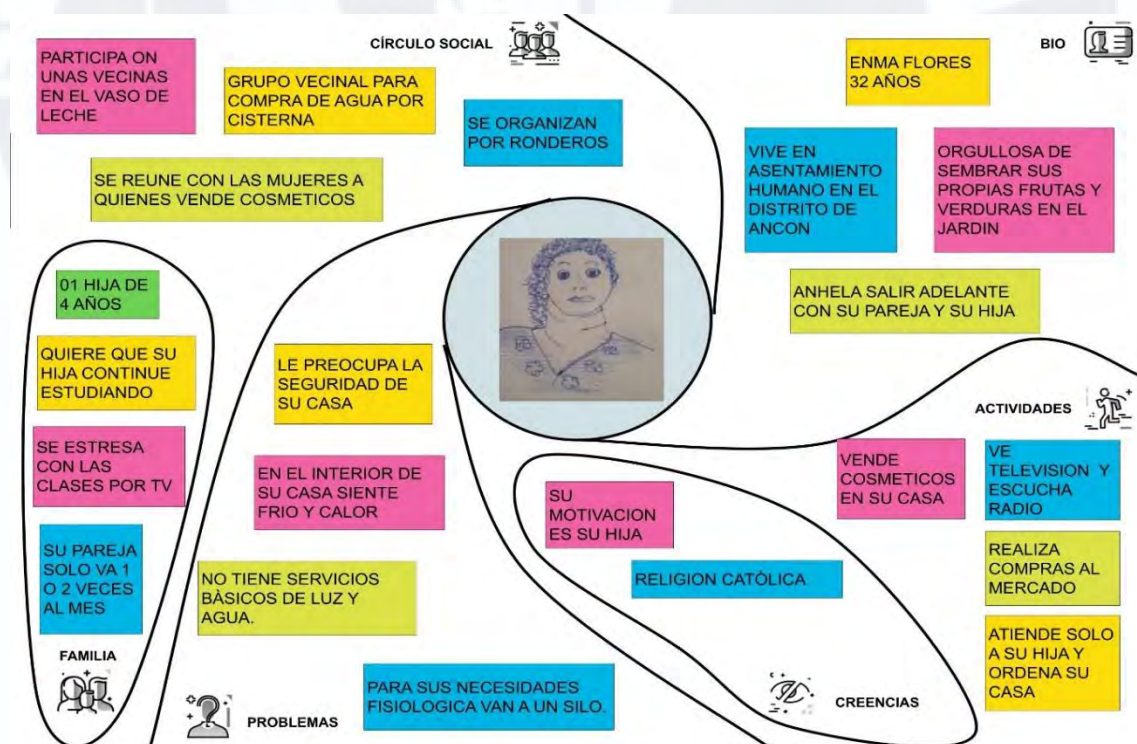 CÍRCULO SOCIAL
PARTICIPA ON
UNAS VECINAS
EN EL VASO DE
LECHE
GRUPO VECINAL PARA
COMPRA DE AGUA POR
CISTERNA
SE ORGANIZAN
POR RONDEROS
SE REUNE CON LAS MUJERES A
QUIENES VENDE COSMETICOS
BIO
ENMA FLORES
32 AÑOS
VIVE EN
ASENTAMIENTO
HUMANO EN EL
DISTRITO DE
ANCON
ORGULLOSA DE
SEMBRAR SUS
PROPIAS FRUTAS Y
VERDURAS EN EL
JARDIN
ANHELA SALIR ADELANTE
CON SU PAREJA Y SU HIJA
01 HIJA DE
4 AÑOS
QUIERE QUE SU
HIJA CONTINUE
ESTUDIANDO
SE ESTRESA
CON LAS
CLASES POR TV
SU PAREJA
SOLO VA 1
O 2 VECES
AL MES
FAMILIA
LE PREOCUPA LA
SEGURIDAD DE
SU CASA
EN EL INTERIOR DE
SU CASA SIENTE
FRIO Y CALOR
NO TIENE SERVICIOS
BÀSICOS DE LUZ Y
AGUA.
PARA SUS NECESIDADES
FISIOLOGICA VAN A UN SILO.
PROBLEMAS
SU
MOTIVACION
ES SU HIJA
RELIGION CATÒLICA
CREENCIAS
ACTIVIDADES
VENDE
COSMETICOS
EN SU CASA
VE
TELEVISION Y
ESCUCHA
RADIO
REALIZA
COMPRAS AL
MERCADO
ATIENDE SOLO
A SU HIJA Y
ORDENA SU
CASA